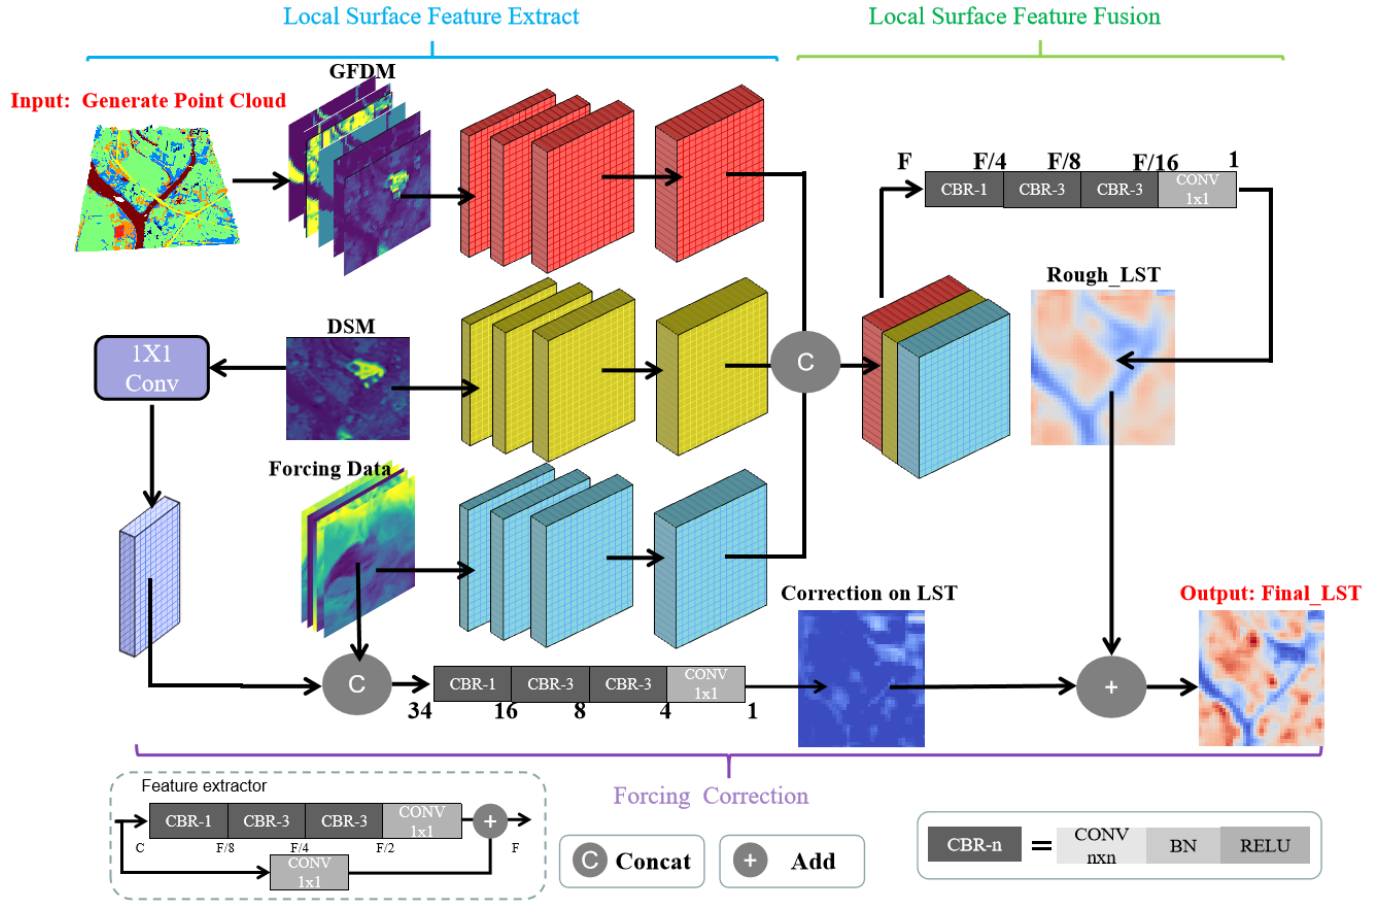 Local Surface Feature Extract
Local Surface Feature Fusion
GFDM
Input: Generate Point Cloud
F F/4 F/8 F/16 1
CBR-1 CBR-3 CBR-3 CONV
1x1
Rough_LST
DSM
1X1
Conv
C
Forcing Data
Correction on LST
Output: Final_LST
C
CBR-1 CBR-3 CBR-3 CONV
1x1
+
34 16 8 4 1
Forcing Correction
Feature extractor
CBR-1 CBR-3 CBR-3 CONV
1x1
+
C F/8 F/4 F/2 F
CONV
1x1
C Concat
+ Add
CBR-n = CONV
nxn BN RELU